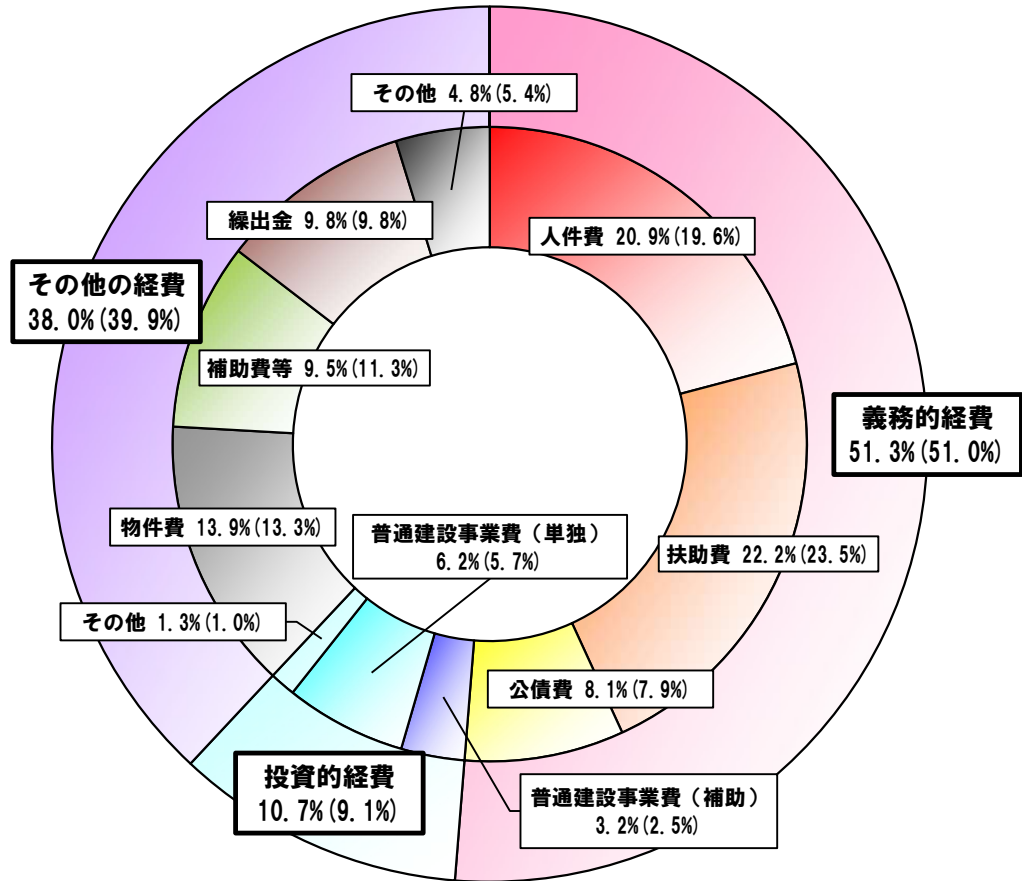 その他 4.8%(5.4%)
人件費 20.9%(19.6%)
繰出金 9.8%(9.8%)
その他の経費
38.0%(39.9%)
補助費等 9.5%(11.3%)
義務的経費
51.3%(51.0%)
物件費 13.9%(13.3%)
普通建設事業費（単独）
6.2%(5.7%)
扶助費 22.2%(23.5%)
その他 1.3%(1.0%)
公債費 8.1%(7.9%)
投資的経費
10.7%(9.1%)
普通建設事業費（補助）
3.2%(2.5%)